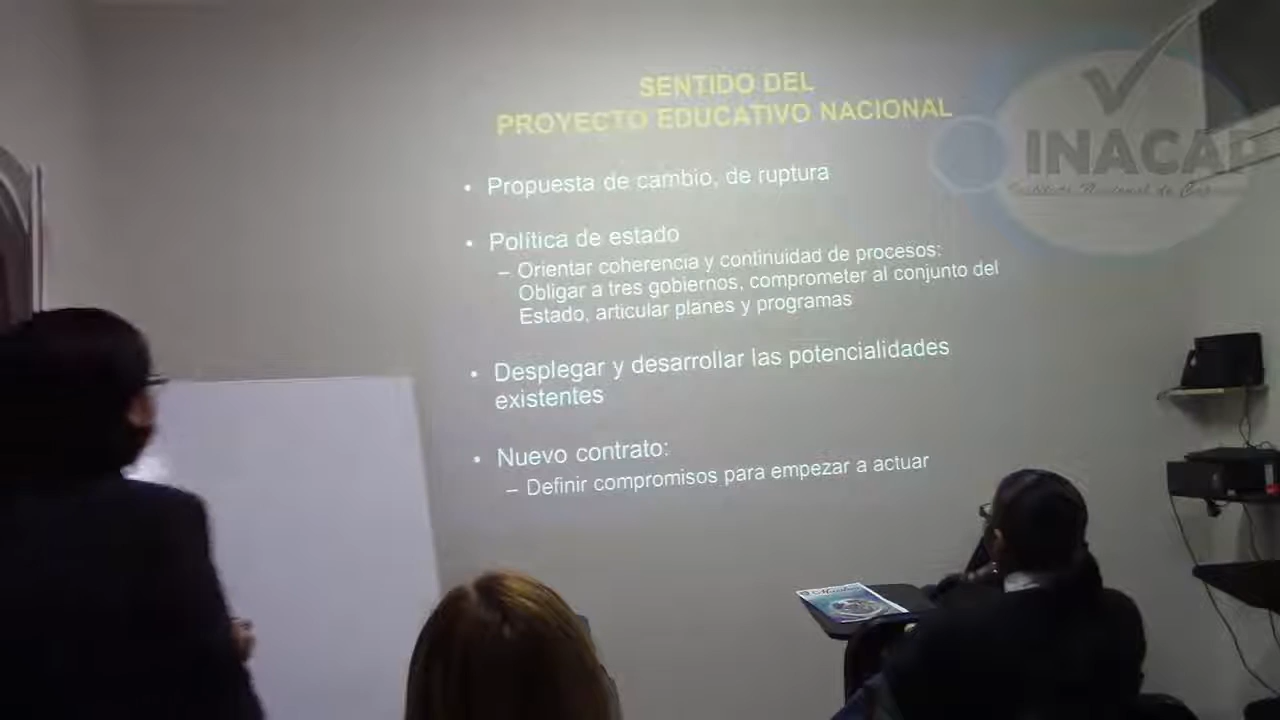 SENTIDO DEL
PROYECTO EDUCATIVO NACIONAL
• Propuesta de cambio, de ruptura
• Política de estado
– Orientar coherencia y continuidad de procesos:
Obligar a tres gobiernos, comprometer al conjunto del
Estado, articular planes y programas
• Desplegar y desarrollar las potencialidades
existentes
• Nuevo contrato:
– Definir compromisos para empezar a actuar
INACAP
Nacional de